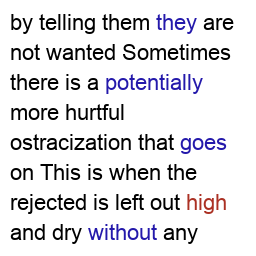 by telling them they are
not wanted Sometimes
there is a potentially
more hurtful
ostracization that goes
on This is when the
rejected is left out high
and dry without any